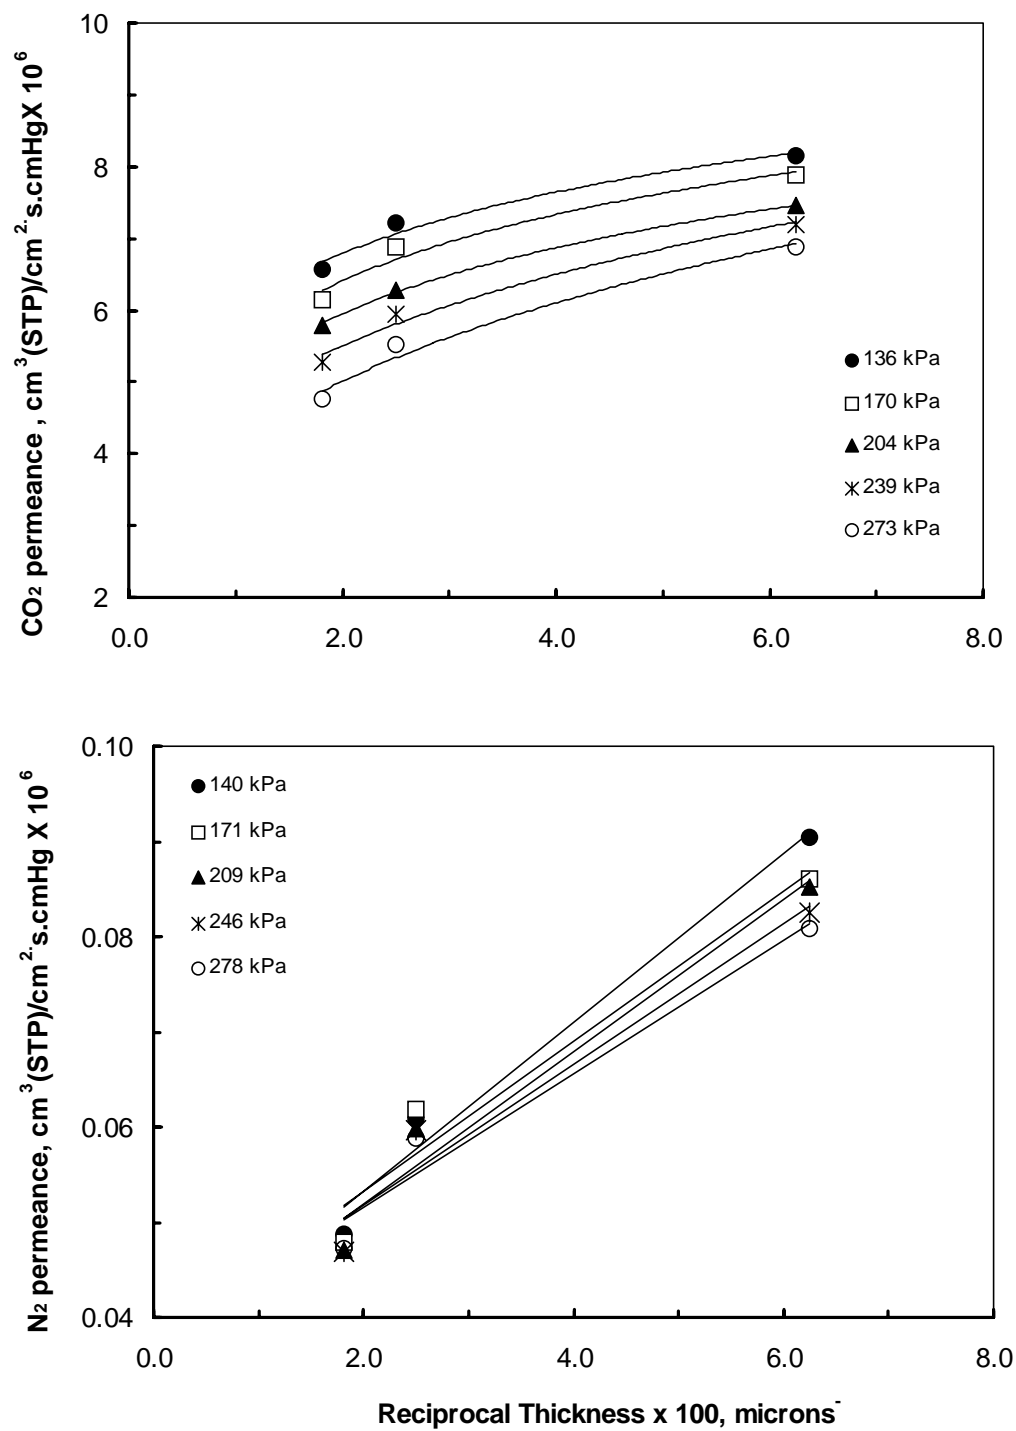 CO2 permeance , cm3(STP)/cm2.s.cmHgX 10^6
10
8
6
4
2
0.0 2.0 4.0 6.0 8.0
136 kPa
170 kPa
204 kPa
239 kPa
273 kPa
N2 permeance, cm3(STP)/cm2.s.cmHg X 10^6
0.10
0.08
0.06
0.04
0.0 2.0 4.0 6.0 8.0
140 kPa
171 kPa
209 kPa
246 kPa
278 kPa
Reciprocal Thickness x 100, microns-